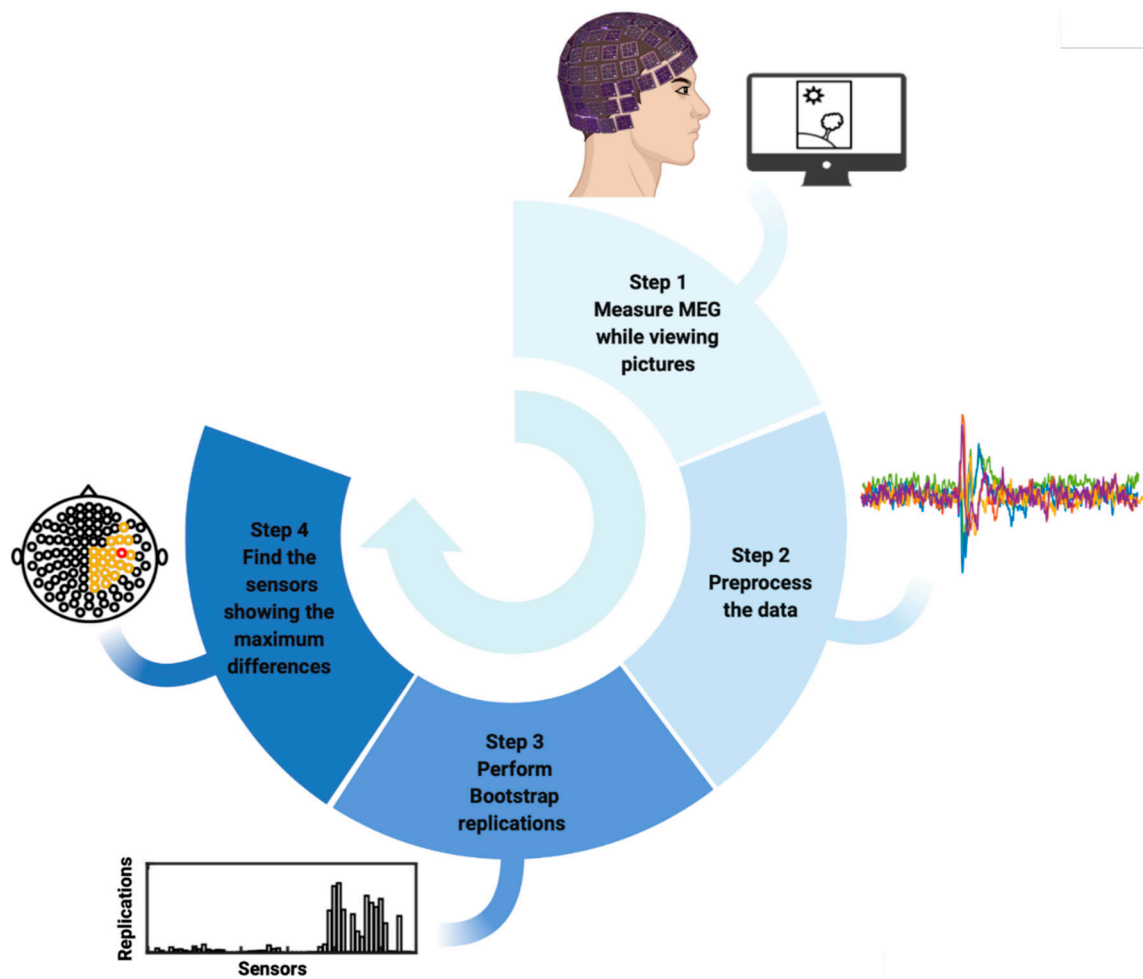 Step 1
Measure MEG
while viewing
pictures
Step 2
Preprocess
the data
Step 3
Perform
Bootstrap
replications
Step 4
Find the
sensors
showing the
maximum
differences
Replications
Sensors